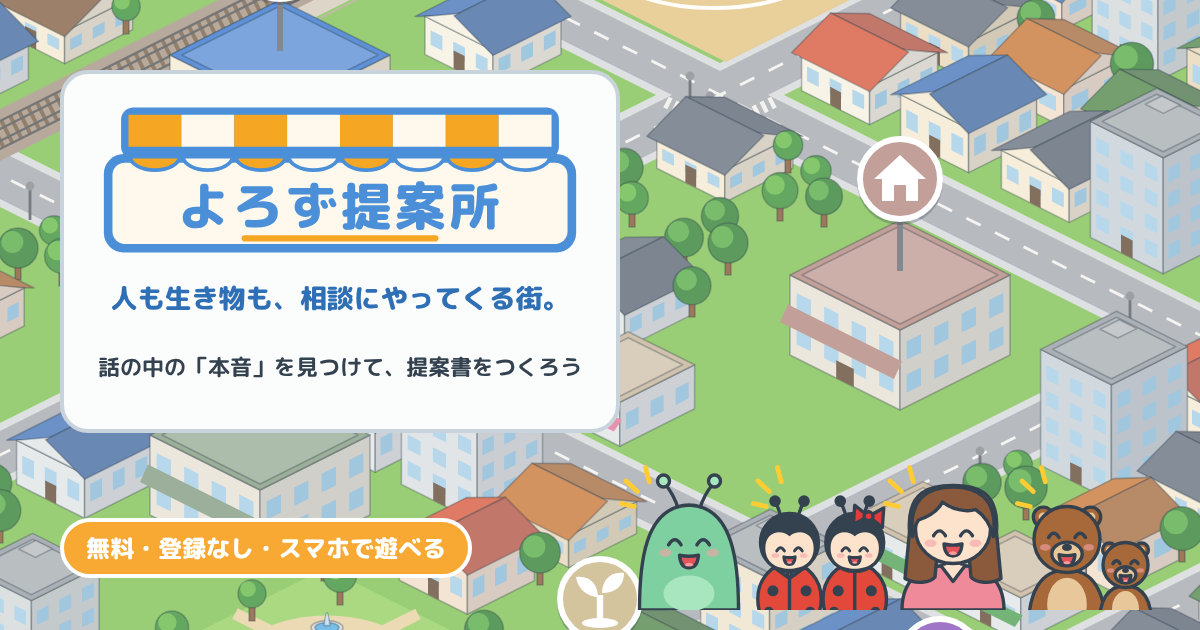 よろず提案所
人も生き物も、相談にやってくる街。
話の中の「本音」を見つけて、提案書をつくろう
無料・登録なし・スマホで遊べる